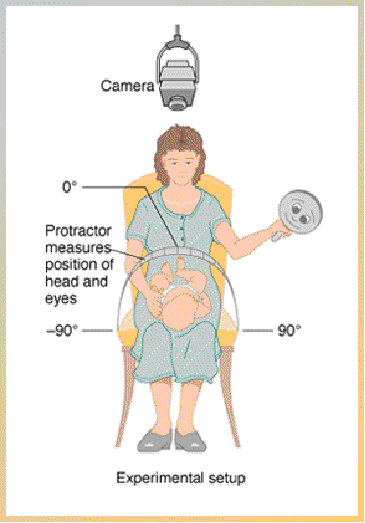 Camera
0°
Protractor
measures
position of
head and
eyes
–90°
90°
Experimental setup